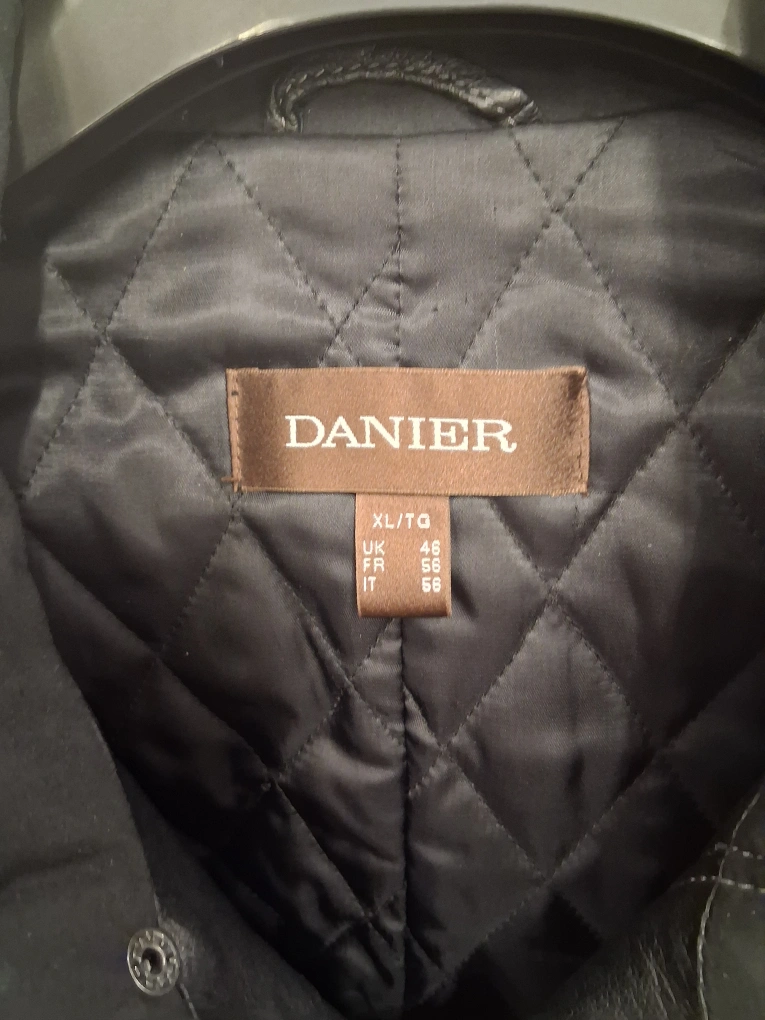 DANIER
XL/TG
UK 46
FR 56
IT 56